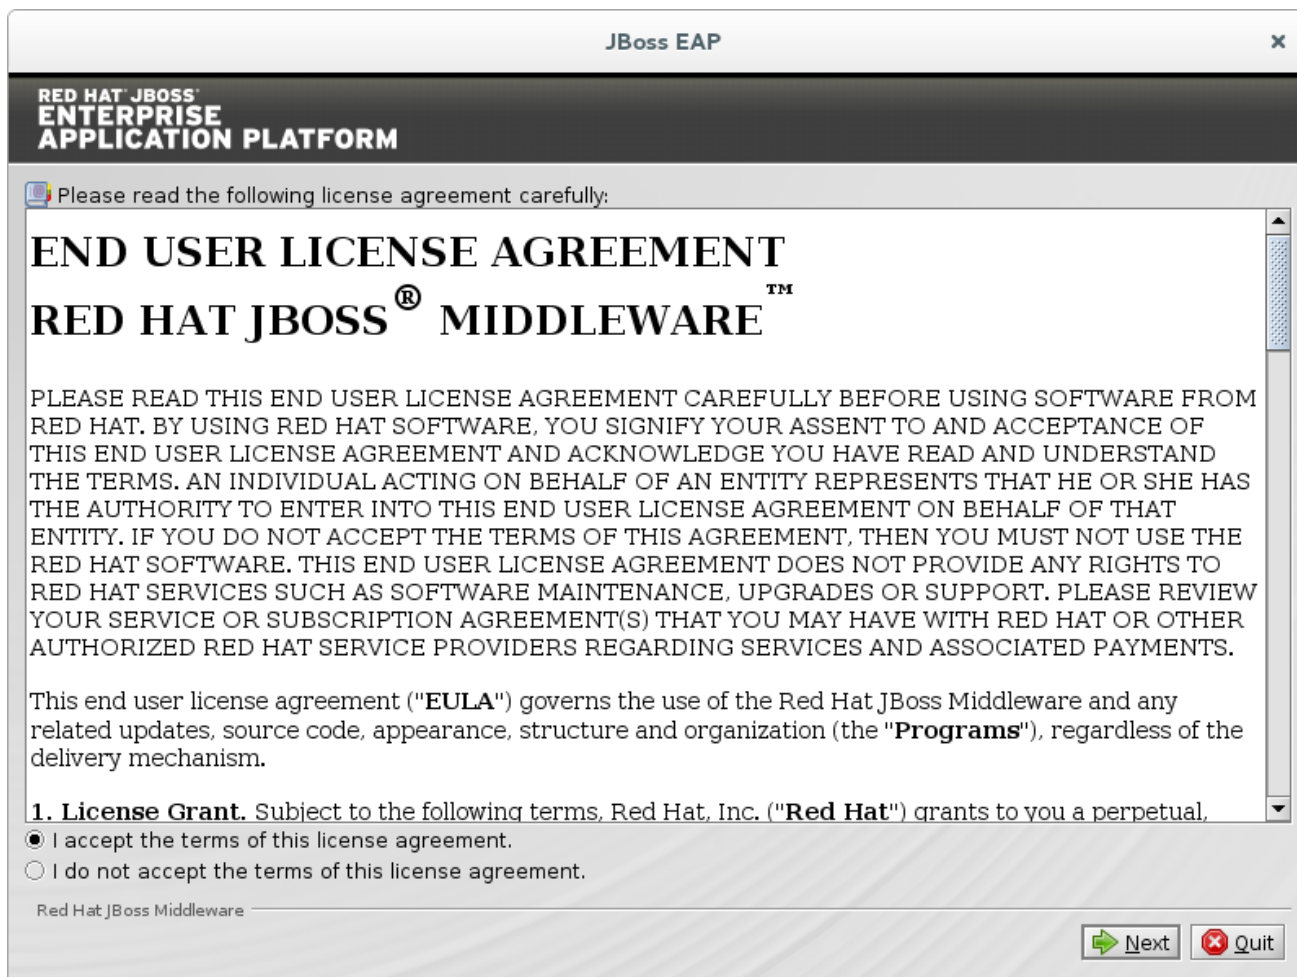 JBoss EAP
RED HAT® JBOSS®
ENTERPRISE
APPLICATION PLATFORM
Please read the following license agreement carefully:
END USER LICENSE AGREEMENT
RED HAT JBOSS® MIDDLEWARE™
PLEASE READ THIS END USER LICENSE AGREEMENT CAREFULLY BEFORE USING SOFTWARE FROM
RED HAT. BY USING RED HAT SOFTWARE, YOU SIGNIFY YOUR ASSENT TO AND ACCEPTANCE OF
THIS END USER LICENSE AGREEMENT AND ACKNOWLEDGE YOU HAVE READ AND UNDERSTAND
THE TERMS. AN INDIVIDUAL ACTING ON BEHALF OF AN ENTITY REPRESENTS THAT HE OR SHE HAS
THE AUTHORITY TO ENTER INTO THIS END USER LICENSE AGREEMENT ON BEHALF OF THAT
ENTITY. IF YOU DO NOT ACCEPT THE TERMS OF THIS AGREEMENT, THEN YOU MUST NOT USE THE
RED HAT SOFTWARE. THIS END USER LICENSE AGREEMENT DOES NOT PROVIDE ANY RIGHTS TO
RED HAT SERVICES SUCH AS SOFTWARE MAINTENANCE, UPGRADES OR SUPPORT. PLEASE REVIEW
YOUR SERVICE OR SUBSCRIPTION AGREEMENT(S) THAT YOU MAY HAVE WITH RED HAT OR OTHER
AUTHORIZED RED HAT SERVICE PROVIDERS REGARDING SERVICES AND ASSOCIATED PAYMENTS.
This end user license agreement ("EULA") governs the use of the Red Hat JBoss Middleware and any
related updates, source code, appearance, structure and organization (the "Programs"), regardless of the
delivery mechanism.
1. License Grant. Subject to the following terms, Red Hat, Inc. ("Red Hat") grants to you a perpetual,
I accept the terms of this license agreement.
I do not accept the terms of this license agreement.
Red Hat JBoss Middleware
Next
Quit